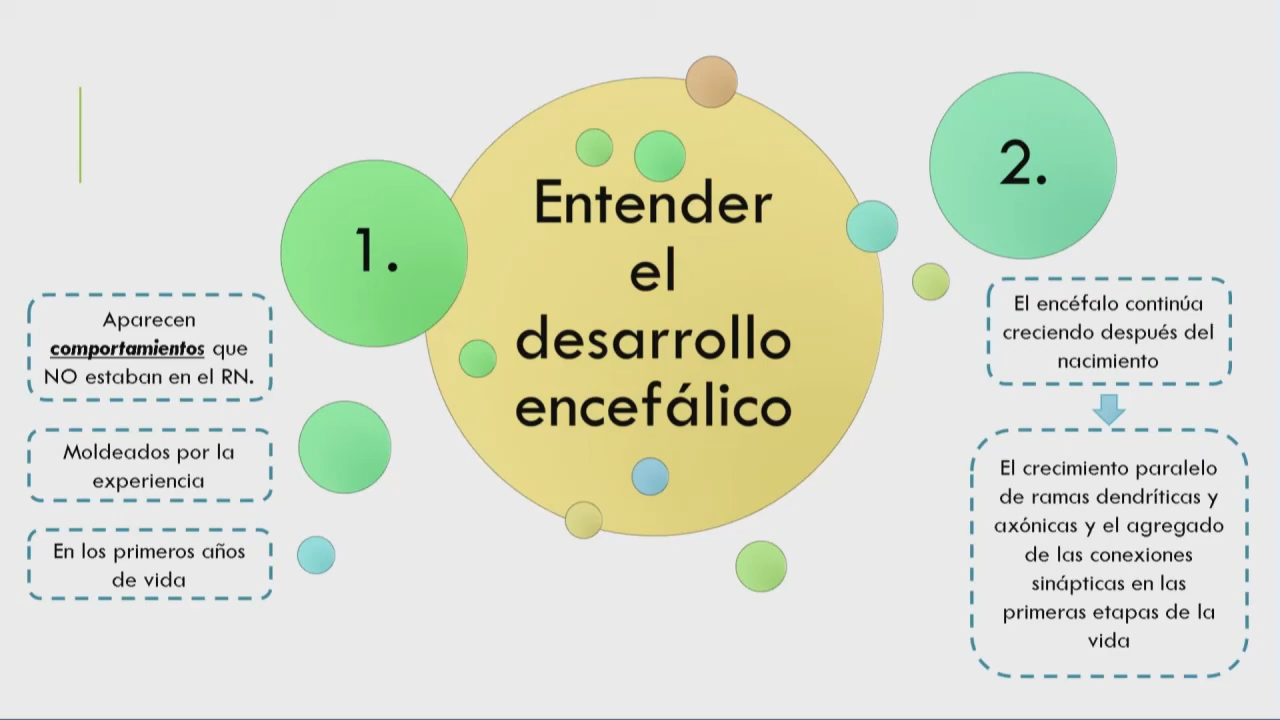 Entender
el
desarrollo
encefálico
1.
Aparecen
comportamientos que
NO estaban en el RN.
Moldeados por la
experiencia
En los primeros años
de vida
2.
El encéfalo continúa
creciendo después del
nacimiento
El crecimiento paralelo
de ramas dendríticas y
axónicas y el agregado
de las conexiones
sinápticas en las
primeras etapas de la
vida